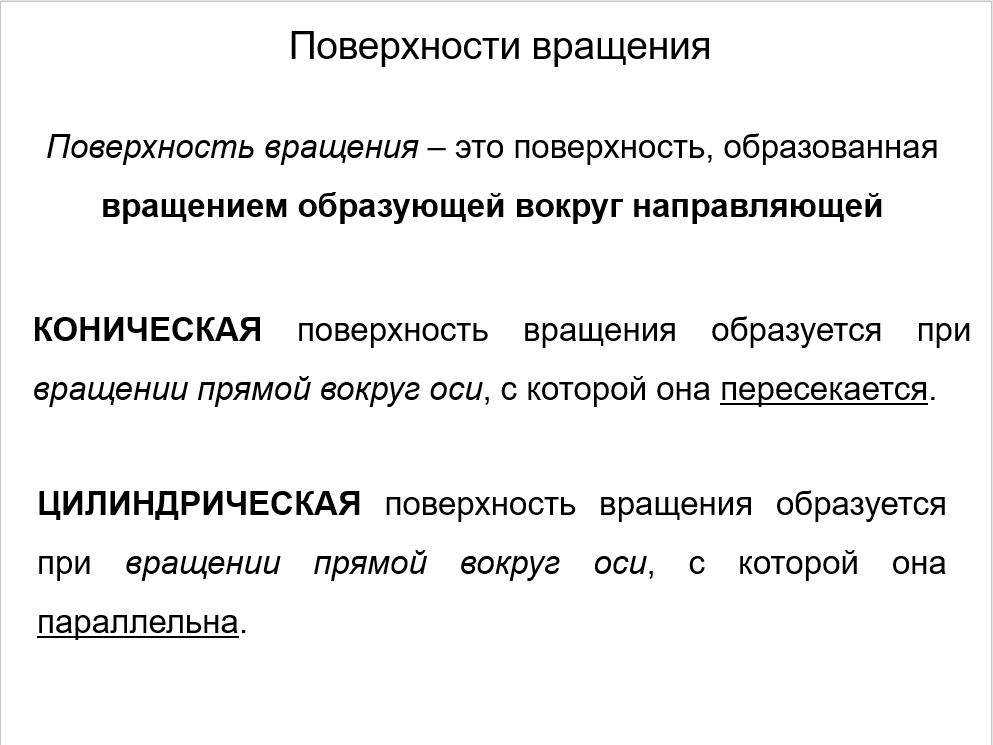 Поверхности вращения
Поверхность вращения – это поверхность, образованная
вращением образующей вокруг направляющей
КОНИЧЕСКАЯ поверхность вращения образуется при
вращении прямой вокруг оси, с которой она пересекается.
ЦИЛИНДРИЧЕСКАЯ поверхность вращения образуется
при вращении прямой вокруг оси, с которой она
параллельна.